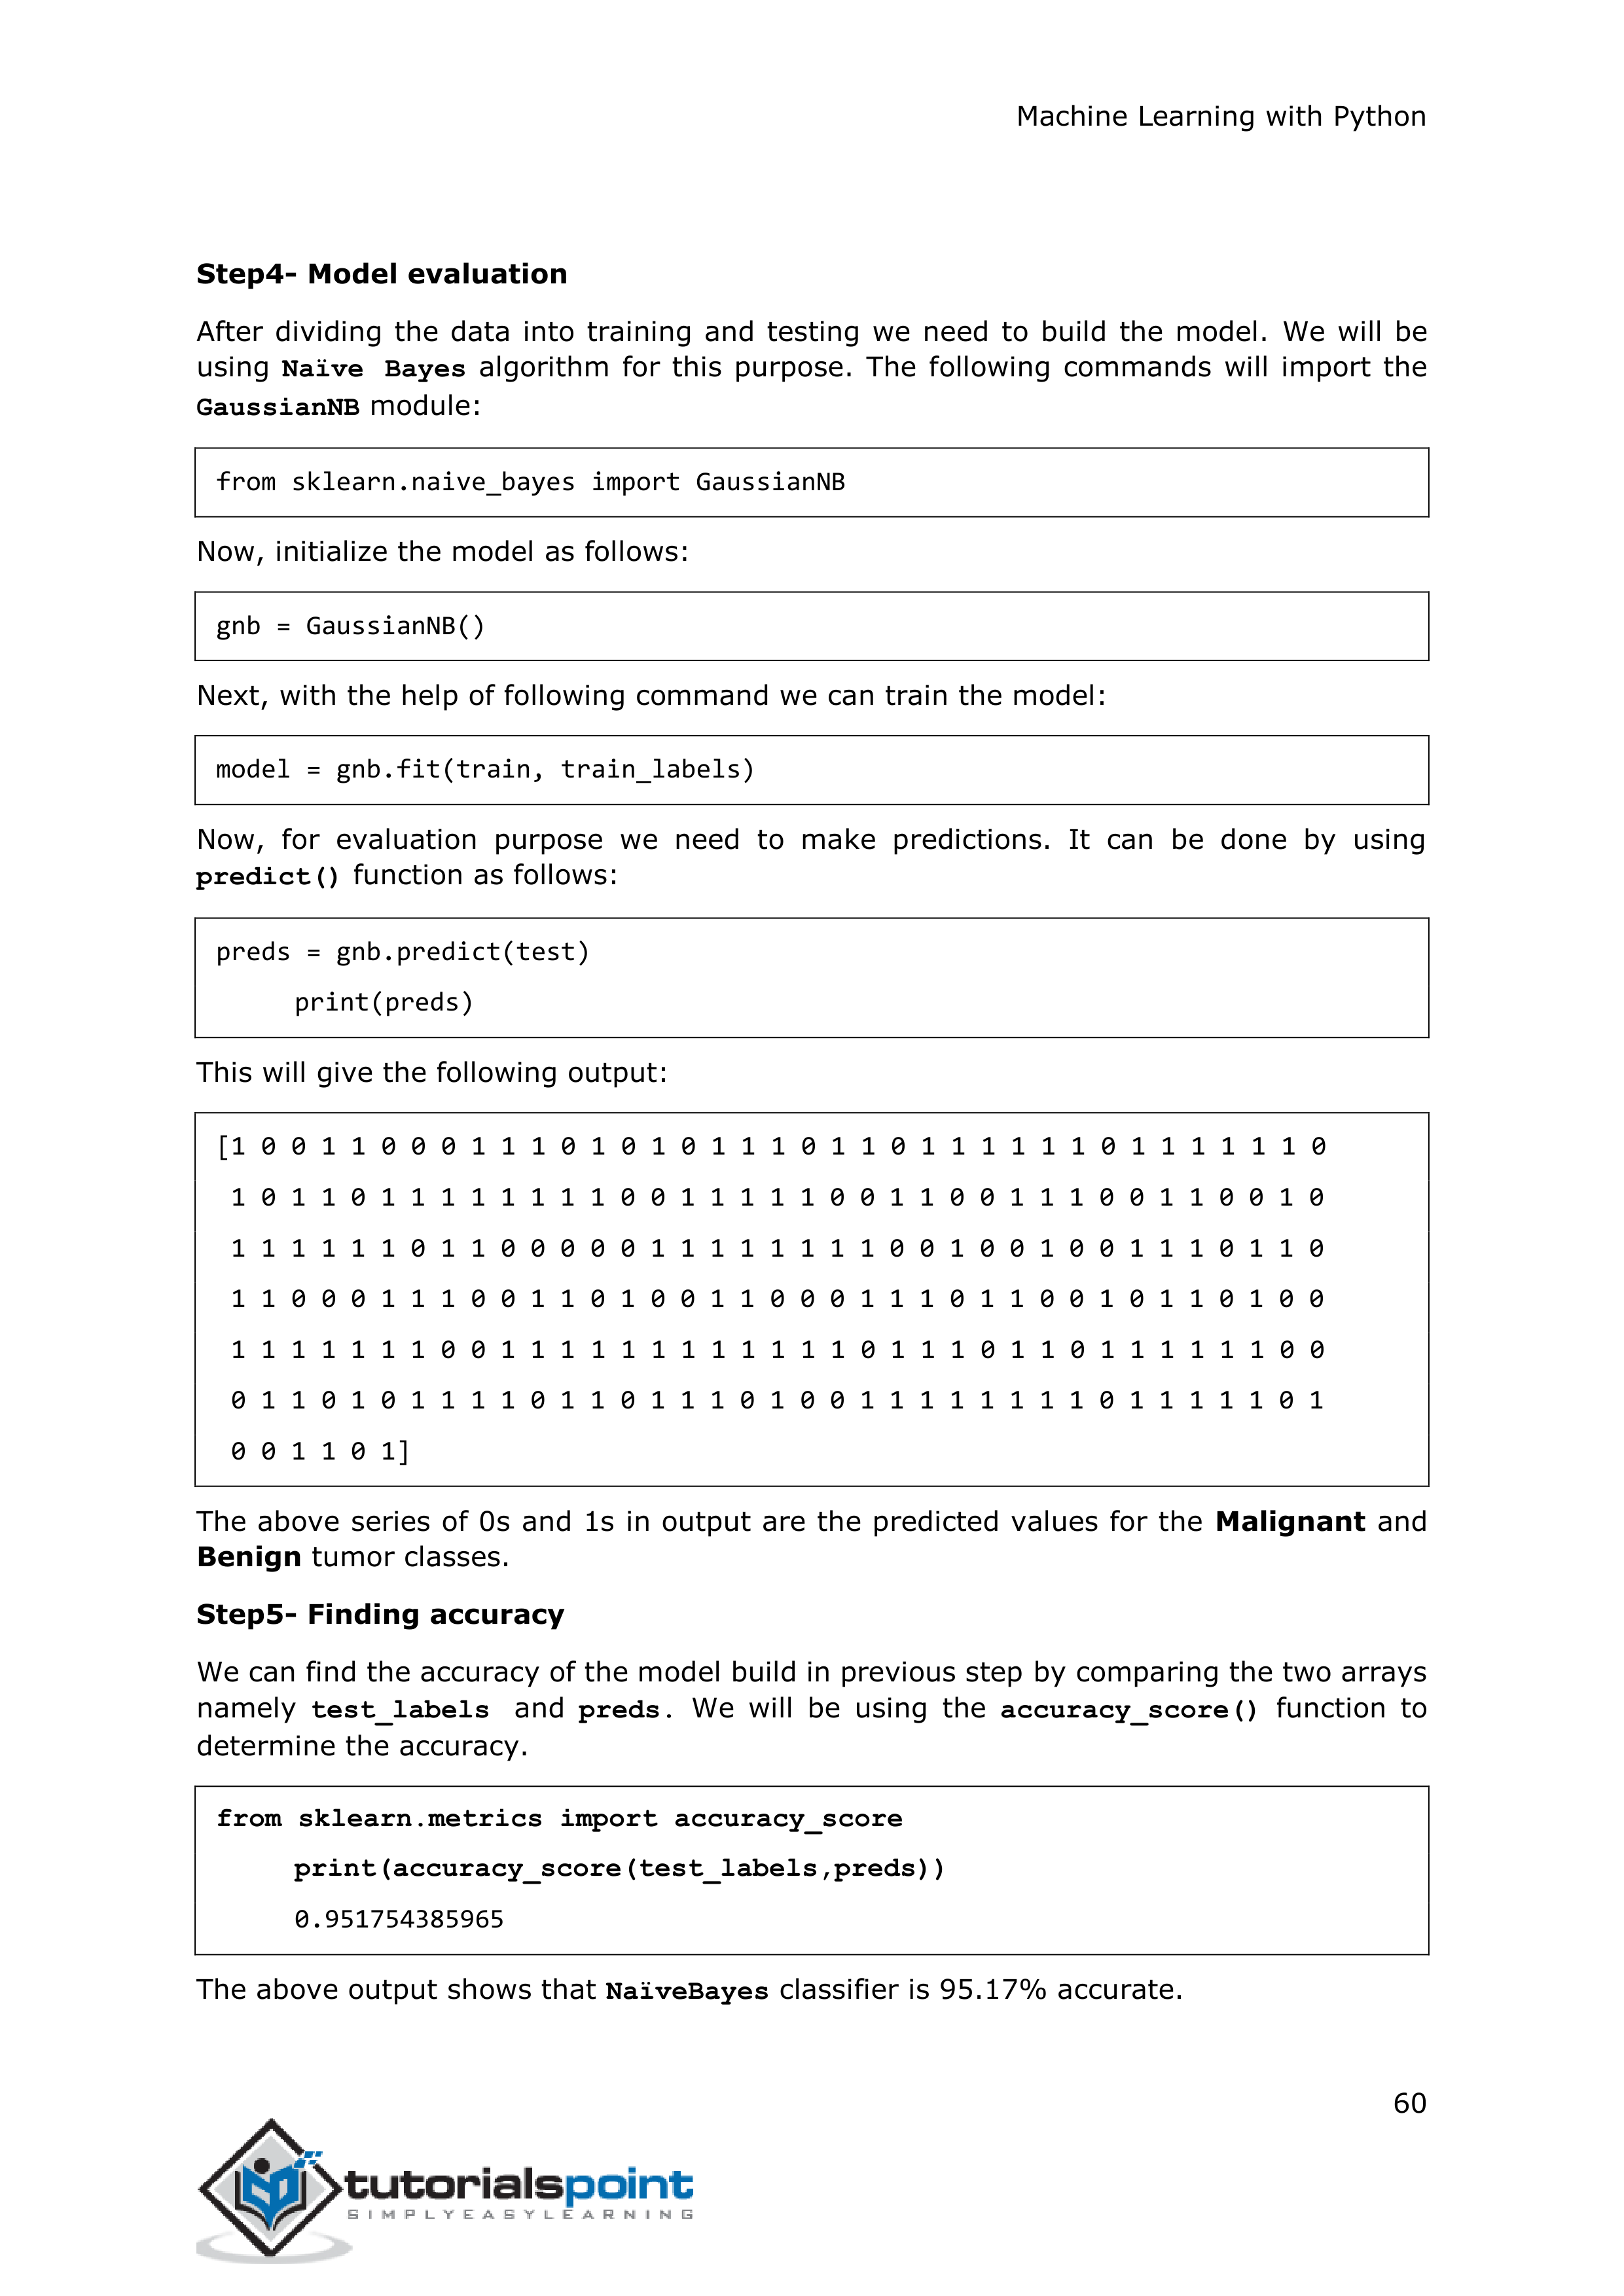 Machine Learning with Python
Step4- Model evaluation
After dividing the data into training and testing we need to build the model. We will be
using Naïve Bayes algorithm for this purpose. The following commands will import the
GaussianNB module:
from sklearn.naive_bayes import GaussianNB
Now, initialize the model as follows:
gnb = GaussianNB()
Next, with the help of following command we can train the model:
model = gnb.fit(train, train_labels)
Now, for evaluation purpose we need to make predictions. It can be done by using
predict() function as follows:
preds = gnb.predict(test)
print(preds)
This will give the following output:
[1 0 0 1 1 0 0 0 1 1 1 0 1 0 1 0 1 1 1 0 1 1 0 1 1 1 1 1 1 0 1 1 1 1 1 1 0
1 0 1 1 0 1 1 1 1 1 1 1 1 0 0 1 1 1 1 1 0 0 1 1 0 0 1 1 1 0 0 1 1 0 0 1 0
1 1 1 1 1 1 0 1 1 0 0 0 0 0 1 1 1 1 1 1 1 1 0 0 1 0 0 1 0 0 1 1 1 0 1 1 0
1 1 0 0 0 1 1 1 0 0 1 1 0 1 0 0 1 1 0 0 0 1 1 1 0 1 1 0 0 1 0 1 1 0 1 0 0
1 1 1 1 1 1 1 0 0 1 1 1 1 1 1 1 1 1 1 1 1 0 1 1 1 0 1 1 0 1 1 1 1 1 1 0 0
0 1 1 0 1 0 1 1 1 1 0 1 1 0 1 1 1 0 1 0 0 1 1 1 1 1 1 1 1 0 1 1 1 1 1 0 1
0 0 1 1 0 1]
The above series of 0s and 1s in output are the predicted values for the Malignant and
Benign tumor classes.
Step5- Finding accuracy
We can find the accuracy of the model build in previous step by comparing the two arrays
namely test_labels and preds. We will be using the accuracy_score() function to
determine the accuracy.
from sklearn.metrics import accuracy_score
print(accuracy_score(test_labels,preds))
0.951754385965
The above output shows that NaïveBayes classifier is 95.17% accurate.
60
tutorialspoint
SIMPLYEASYLEARNING